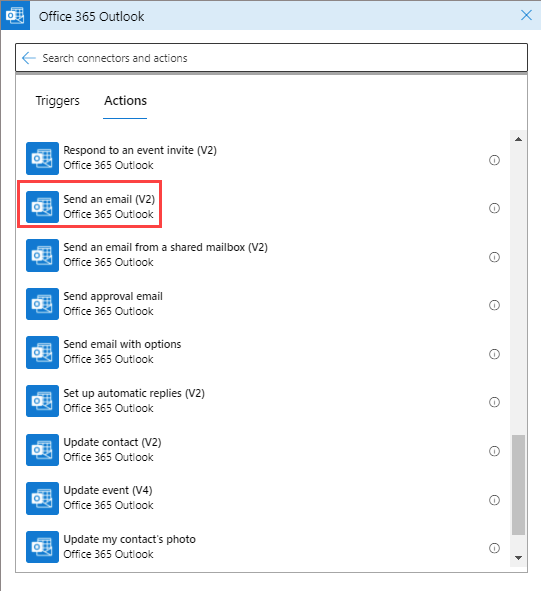 Office 365 Outlook
Search connectors and actions
Triggers Actions
Respond to an event invite (V2)
Office 365 Outlook
Send an email (V2)
Office 365 Outlook
Send an email from a shared mailbox (V2)
Office 365 Outlook
Send approval email
Office 365 Outlook
Send email with options
Office 365 Outlook
Set up automatic replies (V2)
Office 365 Outlook
Update contact (V2)
Office 365 Outlook
Update event (V4)
Office 365 Outlook
Update my contact's photo
Office 365 Outlook